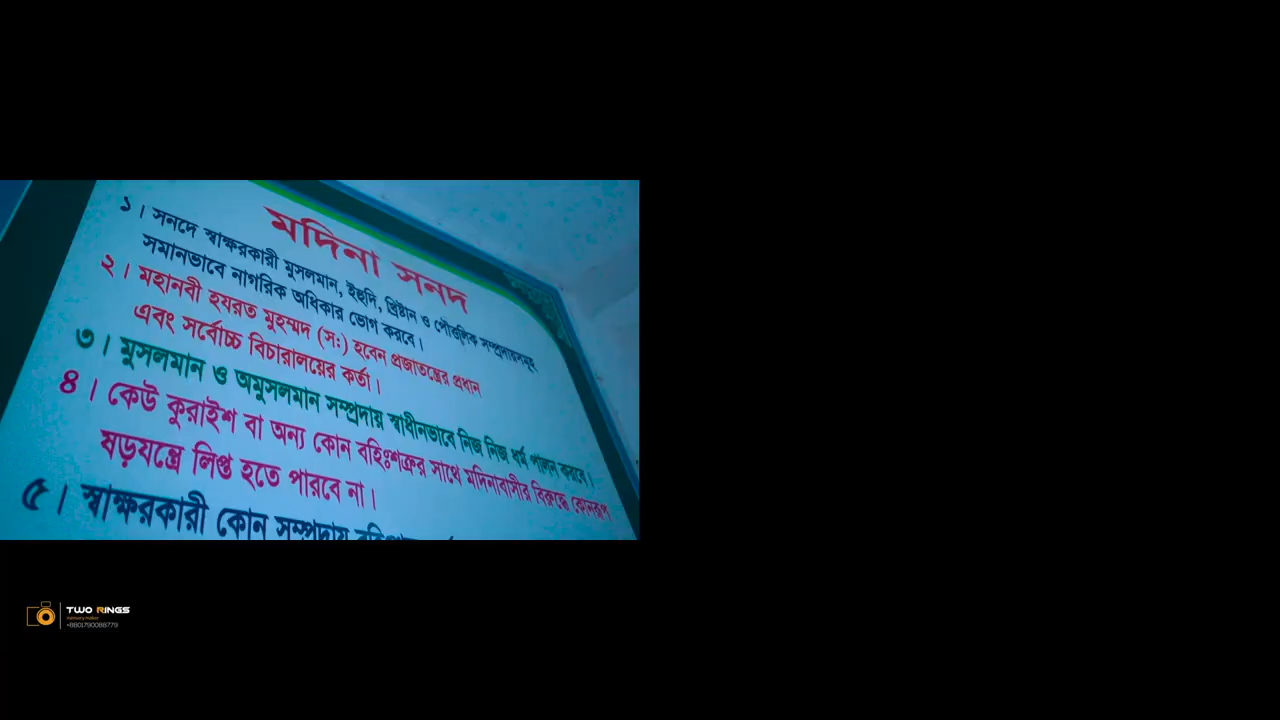 মদিনা সনদ
১। সনদে স্বাক্ষরকারী মুসলমান, ইহুদি, খ্রিষ্টান ও পৌত্তলিক সম্প্রদায়সমূহ
সমানভাবে নাগরিক অধিকার ভোগ করবে।
২। মহানবী হযরত মুহম্মদ (স:) হবেন প্রজাতন্ত্রের প্রধান
এবং সর্বোচ্চ বিচারালয়ের কর্তা।
৩। মুসলমান ও অমুসলমান সম্প্রদায় স্বাধীনভাবে নিজ নিজ ধর্ম পালন করবে।
৪। কেউ কুরাইশ বা অন্য কোন বহিঃশত্রুর সাথে মদিনাবাসীর বিরুদ্ধে কোনরূপ
ষড়যন্ত্রে লিপ্ত হতে পারবে না।
৫। স্বাক্ষরকারী কোন সম্প্রদায়
TWO RINGS
memory maker
+8801790088779